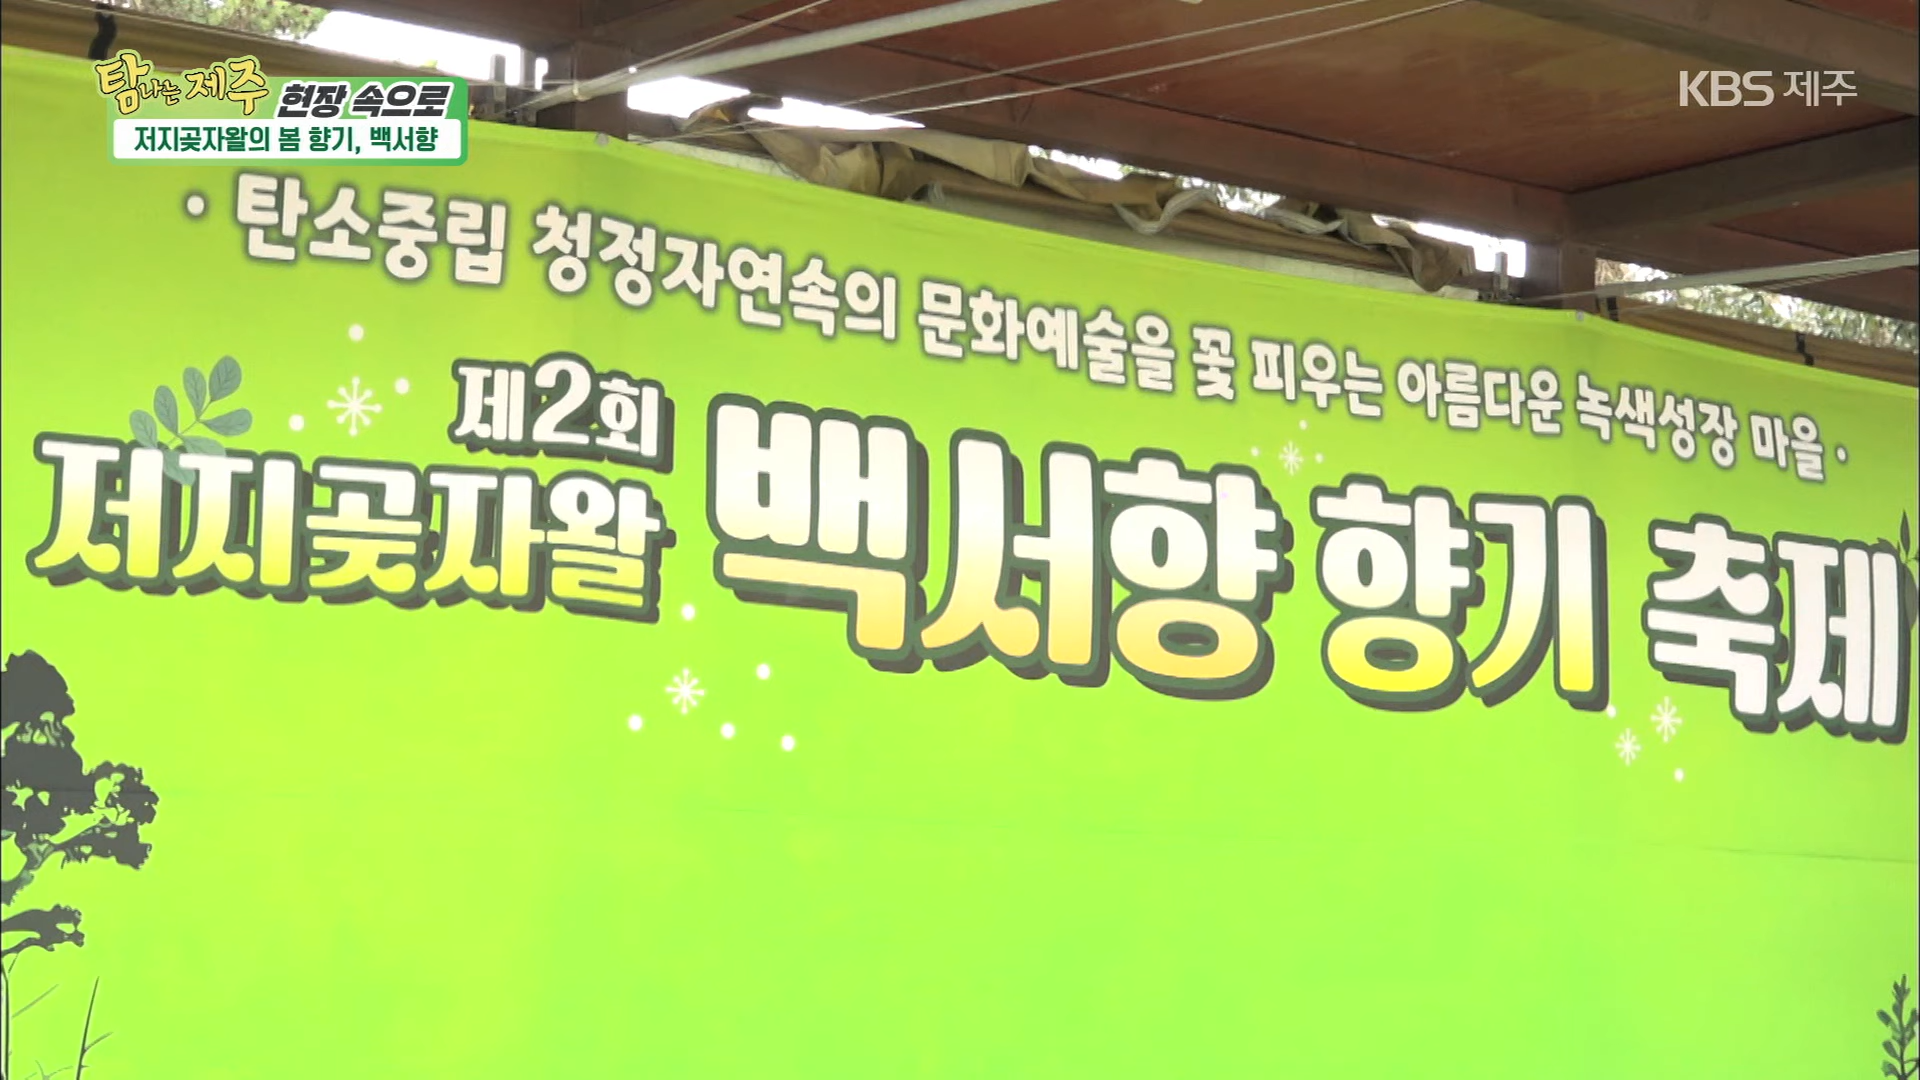 탐나는 제주 현장 속으로
저지곶자왈의 봄 향기, 백서향
KBS 제주
· 탄소중립 청정자연속의 문화예술을 꽃 피우는 아름다운 녹색성장 마을 ·
제2회
저지곶자왈 백서향 향기 축제